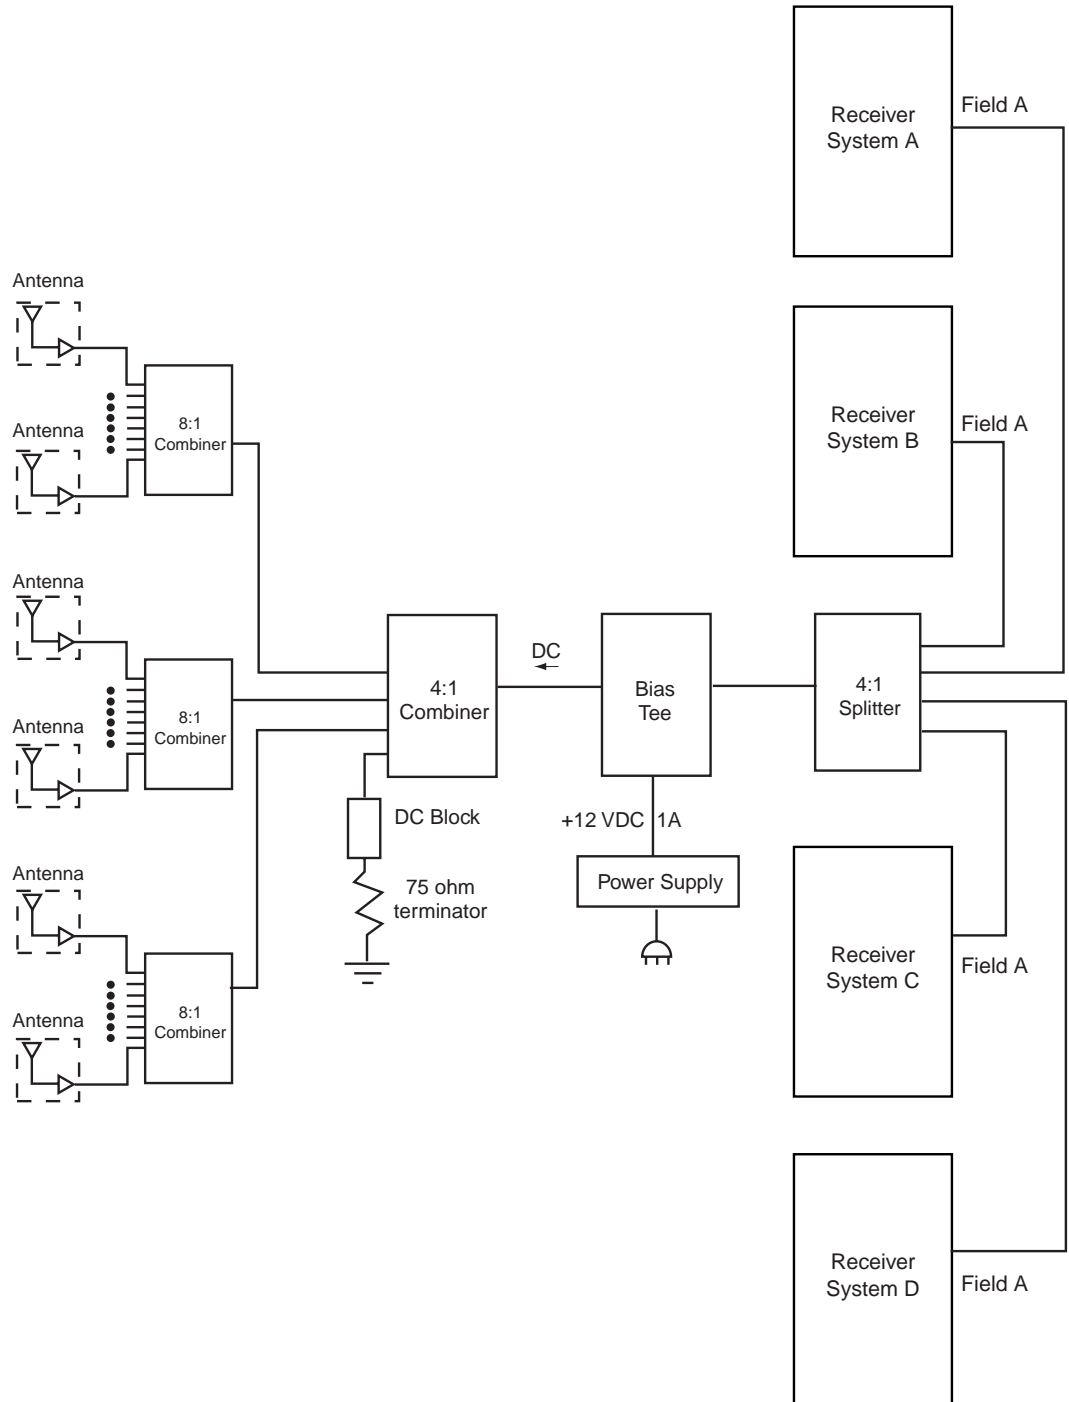 Receiver
System A
Field A
Antenna
Antenna
8:1
Combiner
Receiver
System B
Field A
Antenna
Antenna
8:1
Combiner
4:1
Combiner
DC
Bias
Tee
4:1
Splitter
DC Block
75 ohm
terminator
+12 VDC
1A
Power Supply
Antenna
Antenna
8:1
Combiner
Receiver
System C
Field A
Receiver
System D
Field A